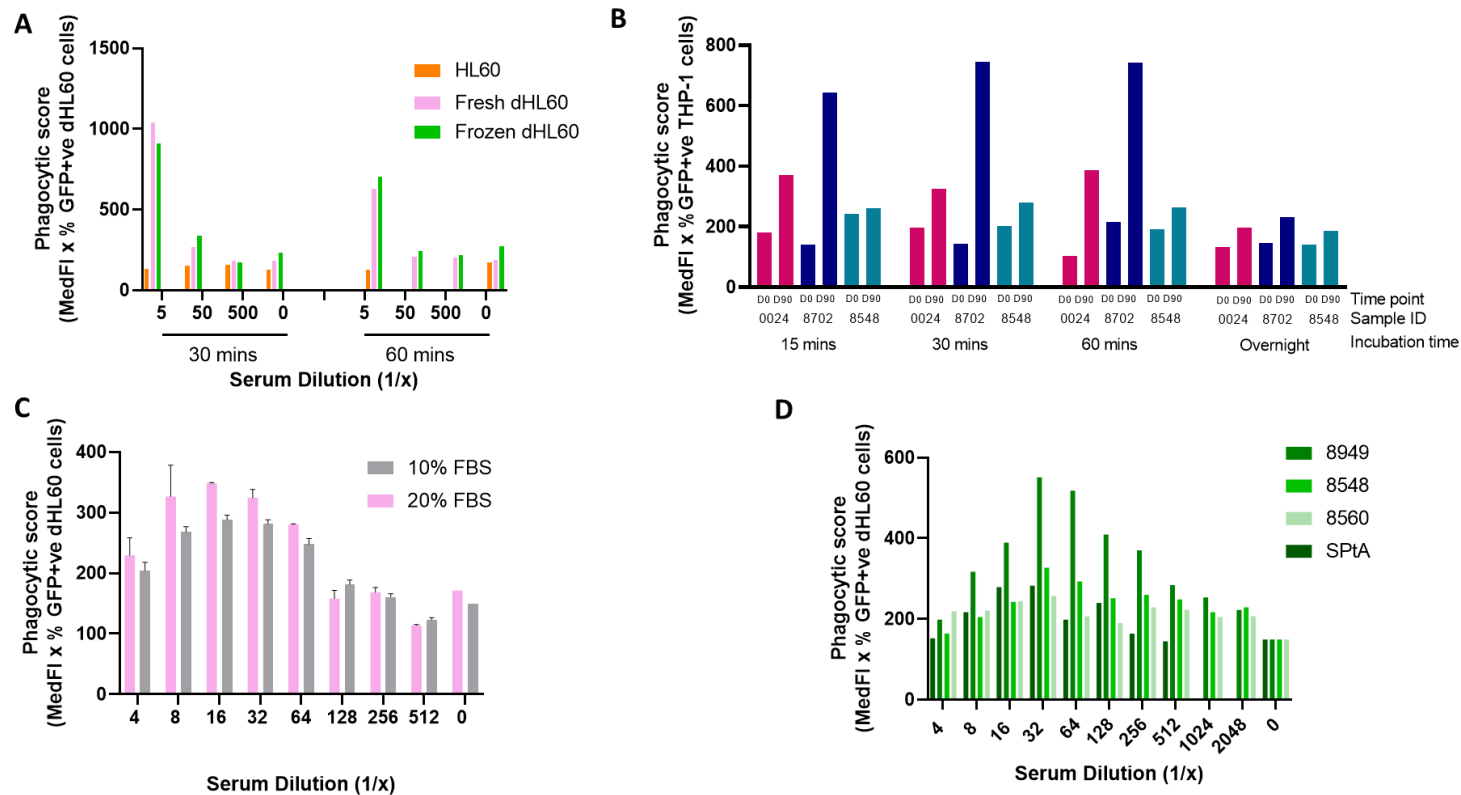 A
Phagocytic score
(MedFI x % GFP+ve dHL60 cells)
1500
1000
500
0
HL60
Fresh dHL60
Frozen dHL60
5 50 500 0 5 50 500 0
30 mins 60 mins
Serum Dilution (1/x)
B
Phagocytic score
(MedFI x % GFP+ve THP-1 cells)
800
600
400
200
0
D0 D90 D0 D90 D0 D90 D0 D90 D0 D90 D0 D90 D0 D90 D0 D90 D0 D90 D0 D90 D0 D90 D0 D90 Time point
0024 8702 8548 0024 8702 8548 0024 8702 8548 0024 8702 8548 Sample ID
15 mins 30 mins 60 mins Overnight Incubation time
C
Phagocytic score
(MedFI x % GFP+ve dHL60 cells)
400
300
200
100
0
10% FBS
20% FBS
4 8 16 32 64 128 256 512 0
Serum Dilution (1/x)
D
Phagocytic score
(MedFI x % GFP+ve dHL60 cells)
600
400
200
0
8949
8548
8560
SPtA
4 8 16 32 64 128 256 512 1024 2048 0
Serum Dilution (1/x)